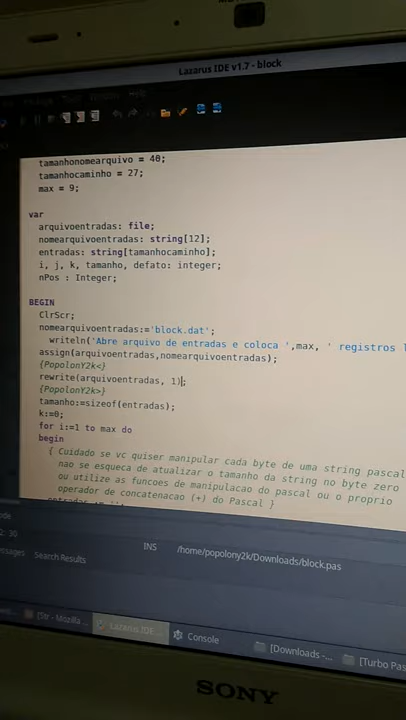 Lazarus IDE v1.7 - block
Help
tamanhonomearquivo = 40;
tamanhocaminho = 27;
max = 9;
var
arquivoentradas: file;
nomearquivoentradas: string[12];
entradas: string[tamanhocaminho];
i, j, k, tamanho, defato: integer;
nPos : Integer;
BEGIN
ClrScr;
nomearquivoentradas:='block.dat';
writeln('Abre arquivo de entradas e coloca ',max, ' registros
assign(arquivoentradas,nomearquivoentradas);
{PopolonY2k<}
rewrite(arquivoentradas, 1);
{PopolonY2k>}
tamanho:=sizeof(entradas);
k:=0;
for i:=1 to max do
begin
{ Cuidado se vc quiser manipular cada byte de uma string pascal
nao se esqueca de atualizar o tamanho da string no byte zero
ou utilize as funcoes de manipulacao do pascal ou o proprio
operador de concatenacao (+) do Pascal }
2: 30
INS
/home/popolony2k/Downloads/block.pas
Search Results
[Str - Mozilla ...
Lazarus IDE...
Console
[Downloads -...
[Turbo Pas
SONY